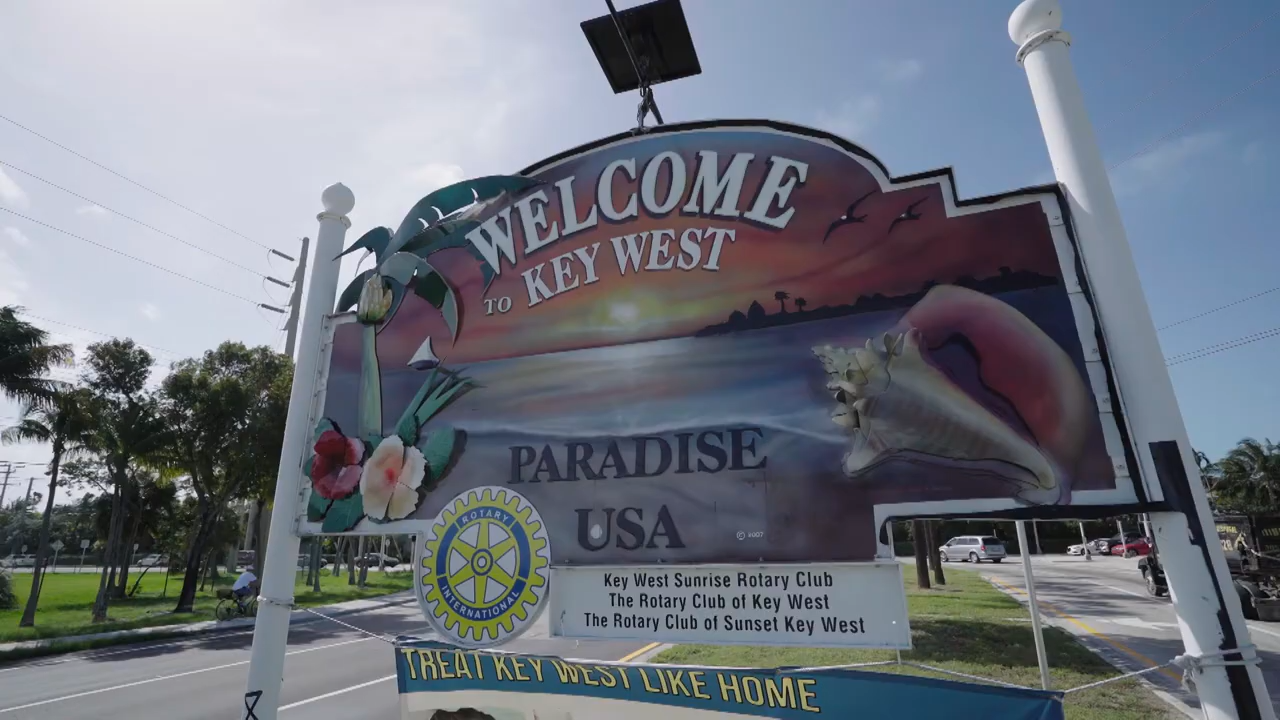 WELCOME
TO KEY WEST
PARADISE
USA
© 2007
ROTARY
INTERNATIONAL
Key West Sunrise Rotary Club
The Rotary Club of Key West
The Rotary Club of Sunset Key West
TREAT KEY WEST LIKE HOME